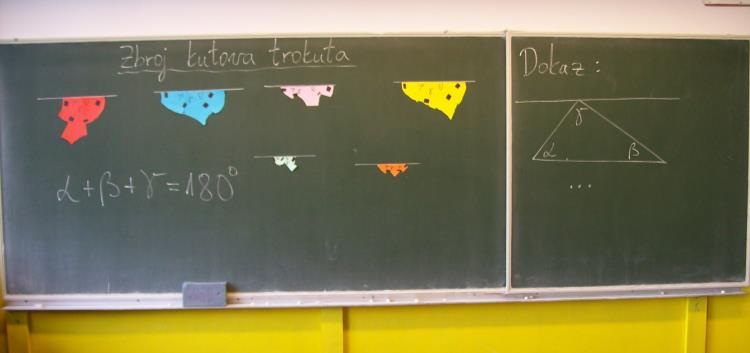 Zbroj kutova trokuta
α+β+γ=180°
Dokaz:
γ
α β
...